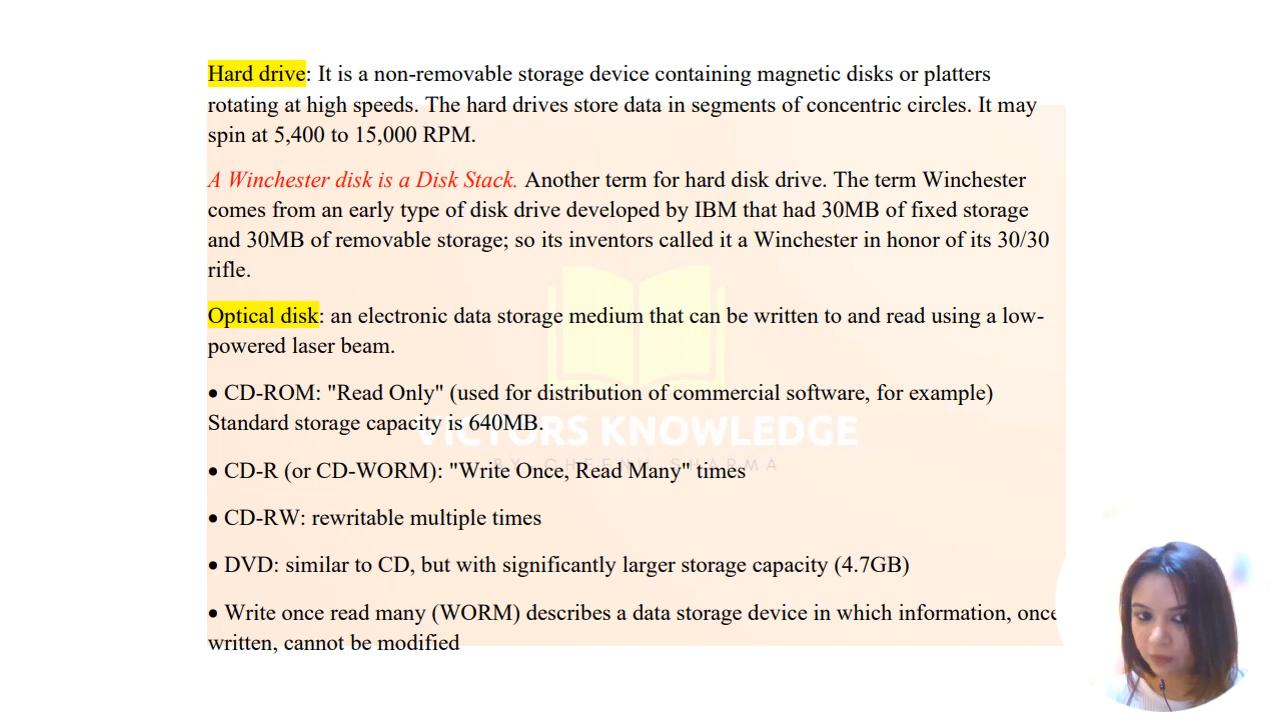 Hard drive: It is a non-removable storage device containing magnetic disks or platters
rotating at high speeds. The hard drives store data in segments of concentric circles. It may
spin at 5,400 to 15,000 RPM.
A Winchester disk is a Disk Stack. Another term for hard disk drive. The term Winchester
comes from an early type of disk drive developed by IBM that had 30MB of fixed storage
and 30MB of removable storage; so its inventors called it a Winchester in honor of its 30/30
rifle.
Optical disk: an electronic data storage medium that can be written to and read using a low-
powered laser beam.
• CD-ROM: "Read Only" (used for distribution of commercial software, for example)
Standard storage capacity is 640MB.
VICTORS KNOWLEDGE
BY CHEENU SHARMA
• CD-R (or CD-WORM): "Write Once, Read Many" times
• CD-RW: rewritable multiple times
• DVD: similar to CD, but with significantly larger storage capacity (4.7GB)
• Write once read many (WORM) describes a data storage device in which information, once
written, cannot be modified